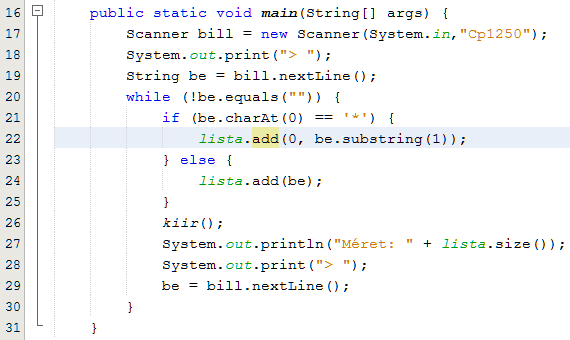 16 public static void main(String[] args) {
17 Scanner bill = new Scanner(System.in,"Cp1250");
18 System.out.print("> ");
19 String be = bill.nextLine();
20 while (!be.equals("")) {
21 if (be.charAt(0) == '*') {
22 lista.add(0, be.substring(1));
23 } else {
24 lista.add(be);
25 }
26 kiir();
27 System.out.println("Méret: " + lista.size());
28 System.out.print("> ");
29 be = bill.nextLine();
30 }
31 }